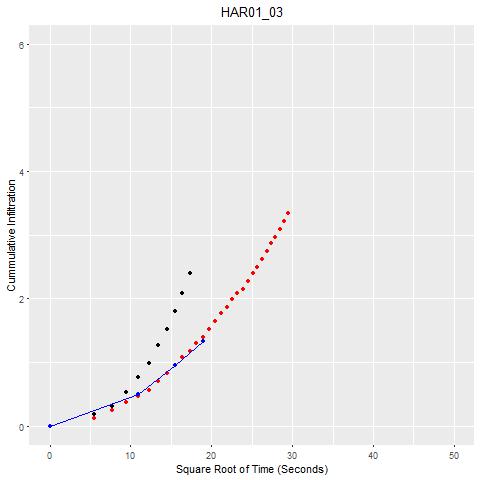 HAR01_03
6
4
2
0
0 10 20 30 40 50
Square Root of Time (Seconds)
Cummulative Infiltration